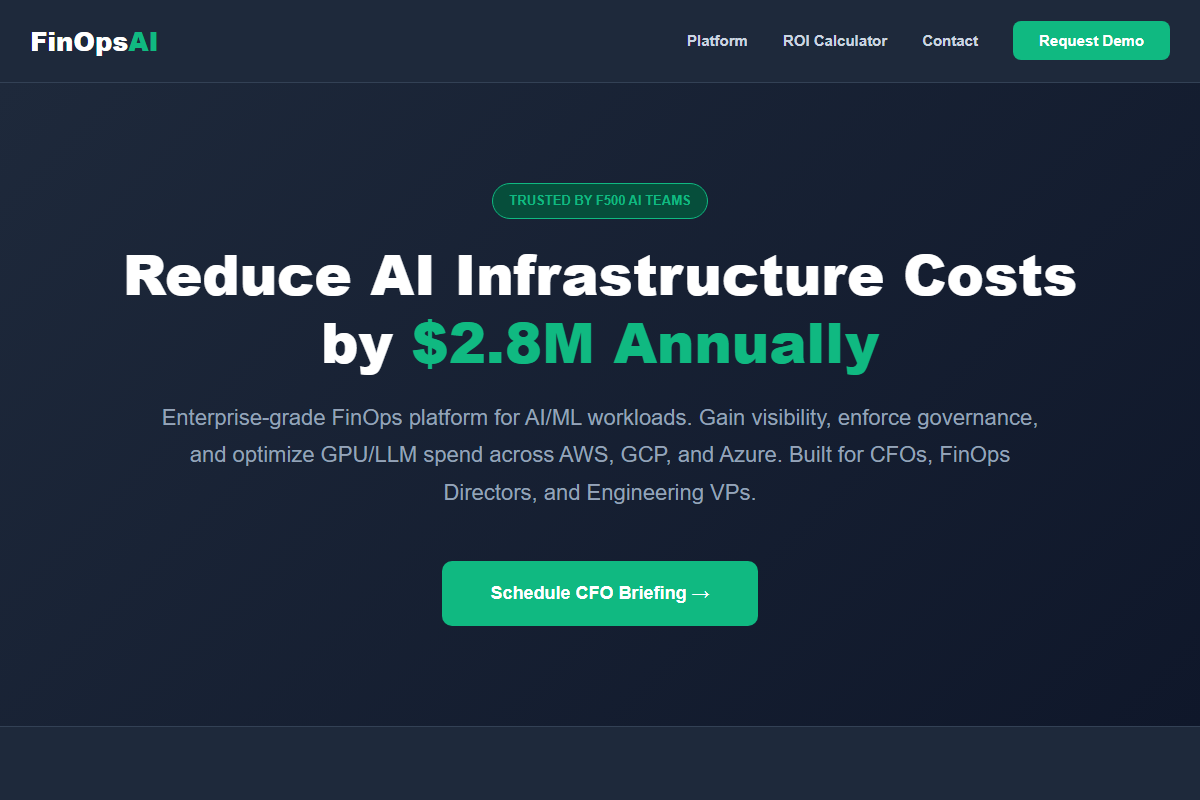 FinOpsAI
Platform
ROI Calculator
Contact
Request Demo
TRUSTED BY F500 AI TEAMS
Reduce AI Infrastructure Costs
by $2.8M Annually
Enterprise-grade FinOps platform for AI/ML workloads. Gain visibility, enforce governance,
and optimize GPU/LLM spend across AWS, GCP, and Azure. Built for CFOs, FinOps
Directors, and Engineering VPs.
Schedule CFO Briefing →